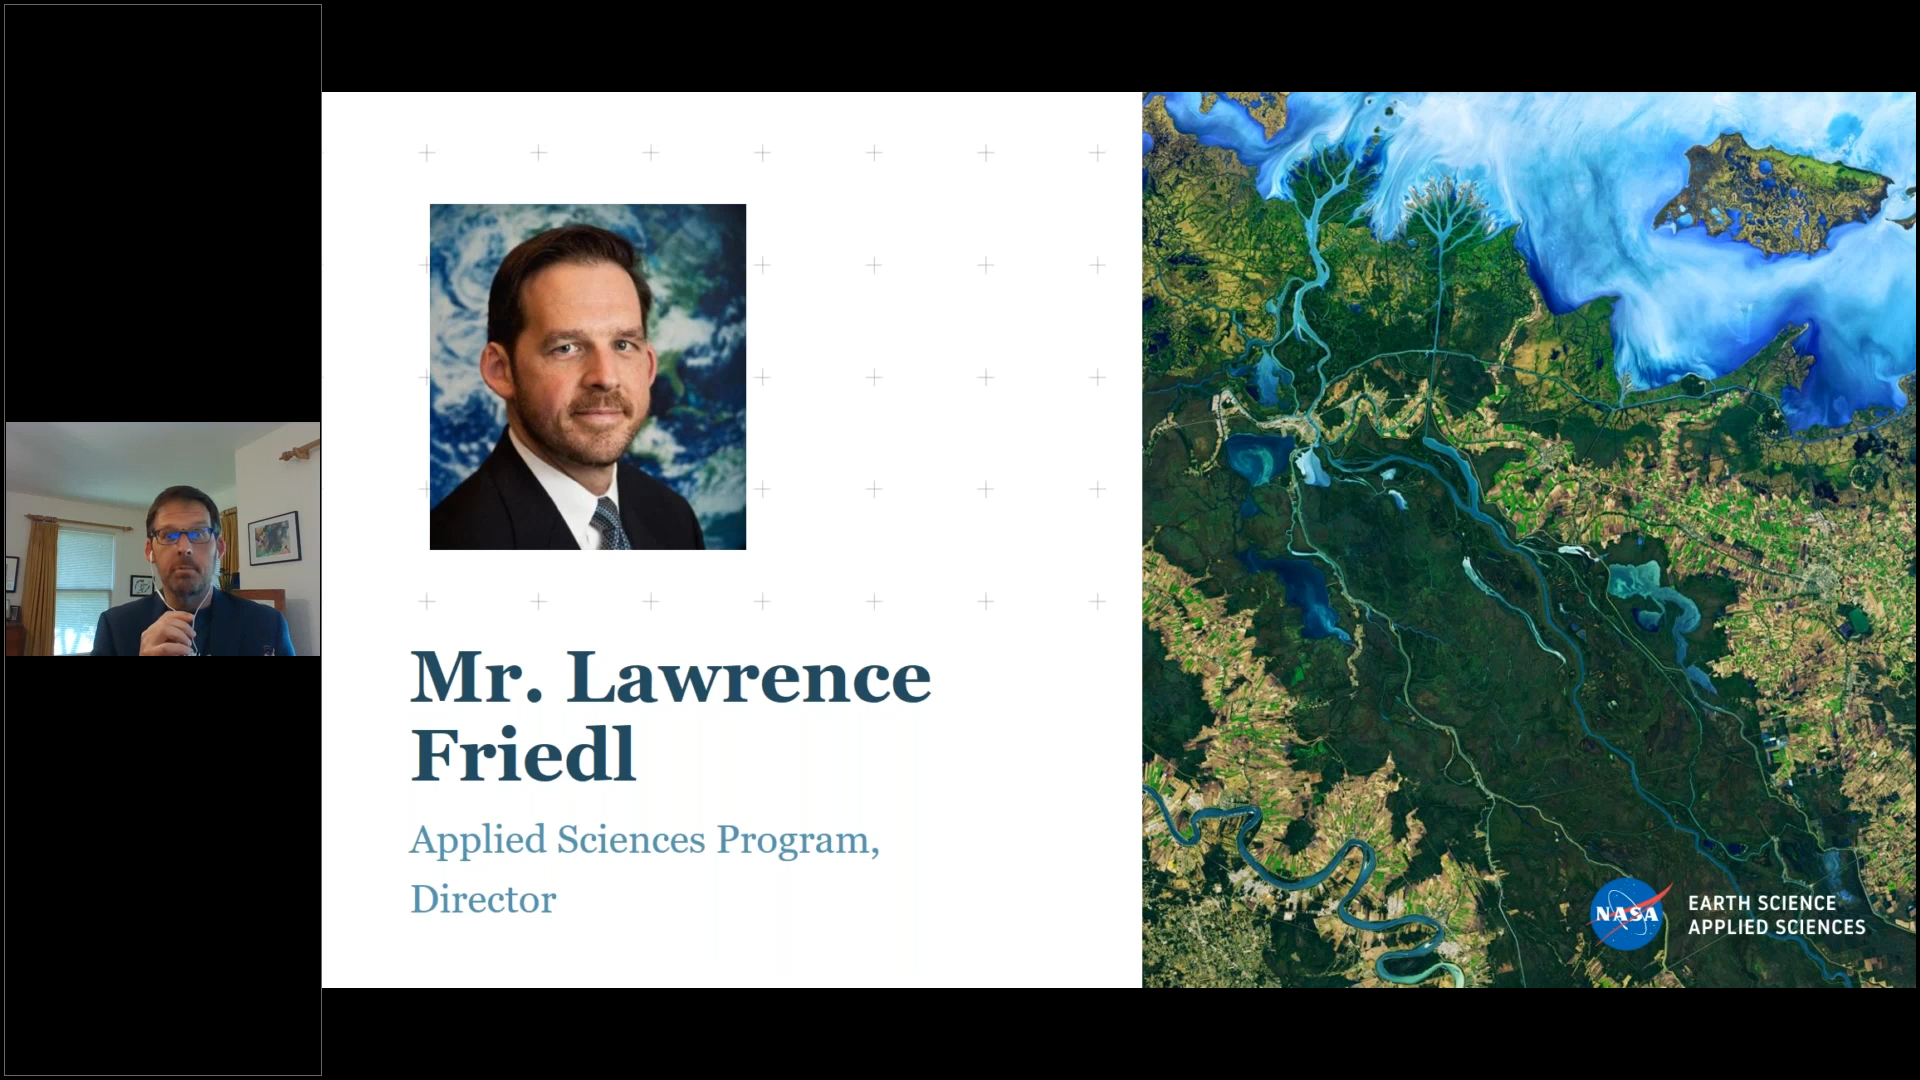 Mr. Lawrence
Friedl
Applied Sciences Program,
Director
NASA
EARTH SCIENCE
APPLIED SCIENCES